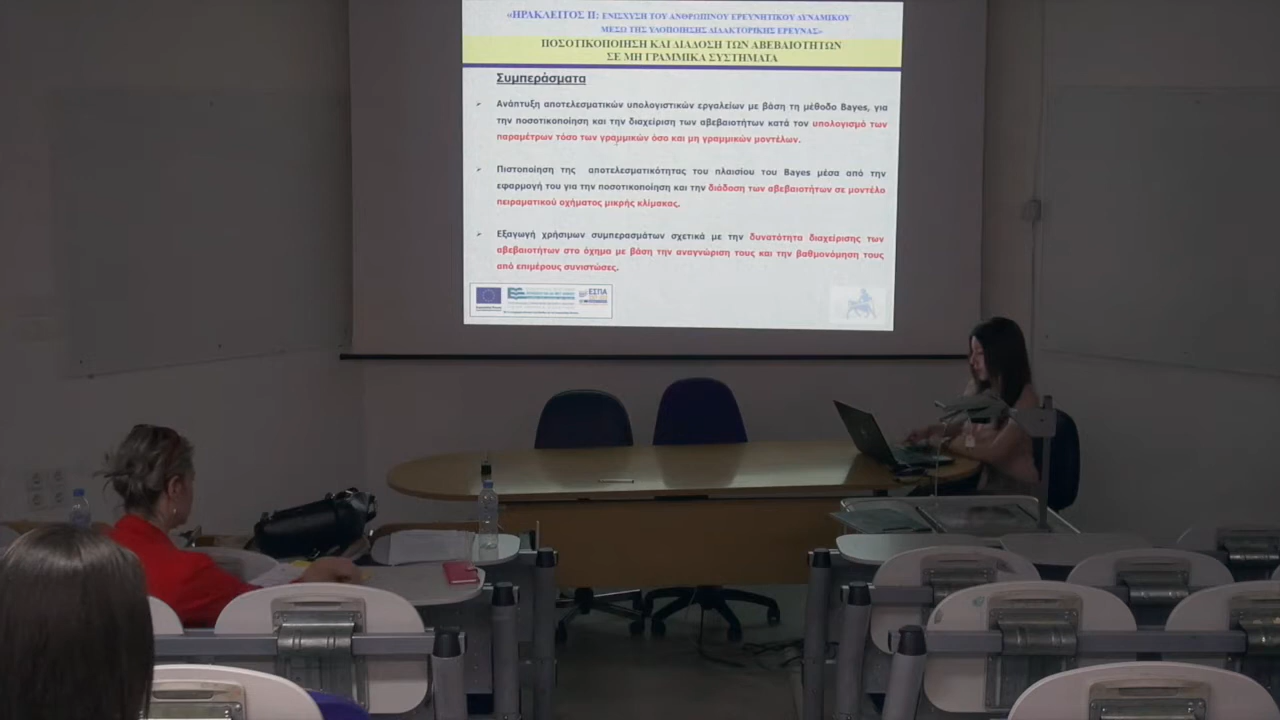 «ΗΡΑΚΛΕΙΤΟΣ ΙΙ: ΕΝΙΣΧΥΣΗ ΤΟΥ ΑΝΘΡΩΠΙΝΟΥ ΕΡΕΥΝΗΤΙΚΟΥ ΔΥΝΑΜΙΚΟΥ
ΜΕΣΩ ΤΗΣ ΥΛΟΠΟΙΗΣΗΣ ΔΙΔΑΚΤΟΡΙΚΗΣ ΕΡΕΥΝΑΣ»
ΠΟΣΟΤΙΚΟΠΟΙΗΣΗ ΚΑΙ ΔΙΑΔΟΣΗ ΤΩΝ ΑΒΕΒΑΙΟΤΗΤΩΝ
ΣΕ ΜΗ ΓΡΑΜΜΙΚΑ ΣΥΣΤΗΜΑΤΑ
Συμπεράσματα
Ανάπτυξη αποτελεσματικών υπολογιστικών εργαλείων με βάση τη μέθοδο Bayes, για
την ποσοτικοποίηση και την διαχείριση των αβεβαιοτήτων κατά τον υπολογισμό των
παραμέτρων τόσο των γραμμικών όσο και μη γραμμικών μοντέλων.
Πιστοποίηση της αποτελεσματικότητας του πλαισίου του Bayes μέσα από την
εφαρμογή του για την ποσοτικοποίηση και την διάδοση των αβεβαιοτήτων σε μοντέλο
πειραματικού οχήματος μικρής κλίμακας.
Εξαγωγή χρήσιμων συμπερασμάτων σχετικά με την δυνατότητα διαχείρισης των
αβεβαιοτήτων στο όχημα με βάση την αναγνώριση τους και την βαθμονόμηση τους
από επιμέρους συνιστώσες.
ΕΣΠΑ